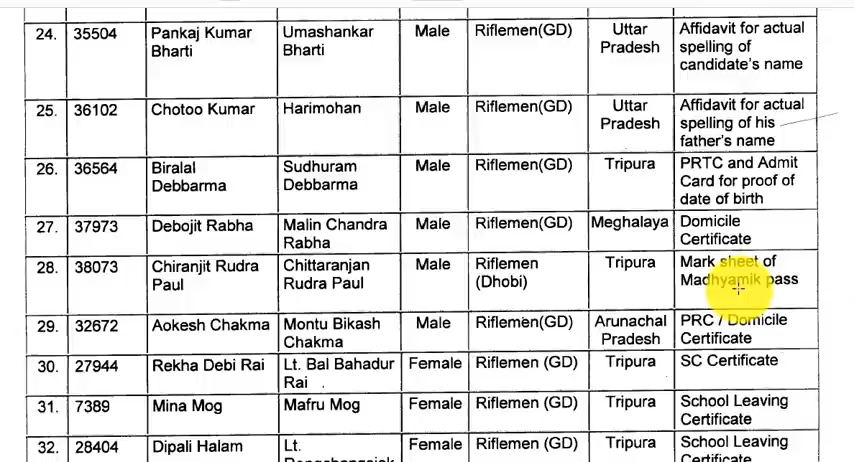 24. 35504 Pankaj Kumar Umashankar Male Riflemen(GD) Uttar Affidavit for actual
Bharti Bharti Pradesh spelling of
candidate's name
25. 36102 Chotoo Kumar Harimohan Male Riflemen(GD) Uttar Affidavit for actual
Pradesh spelling of his
father's name
26. 36564 Biralal Sudhuram Male Riflemen(GD) Tripura PRTC and Admit
Debbarma Debbarma Card for proof of
date of birth
27. 37973 Debojit Rabha Malin Chandra Male Riflemen(GD) Meghalaya Domicile
Rabha Certificate
28. 38073 Chiranjit Rudra Chittaranjan Male Riflemen Tripura Mark sheet of
Paul Rudra Paul (Dhobi) Madhyamik pass
29. 32672 Aokesh Chakma Montu Bikash Male Riflemen(GD) Arunachal PRC / Domicile
Chakma Pradesh Certificate
30. 27944 Rekha Debi Rai Lt. Bal Bahadur Female Riflemen (GD) Tripura SC Certificate
Rai .
31. 7389 Mina Mog Mafru Mog Female Riflemen (GD) Tripura School Leaving
Certificate
32. 28404 Dipali Halam Lt. Female Riflemen (GD) Tripura School Leaving
Certificate